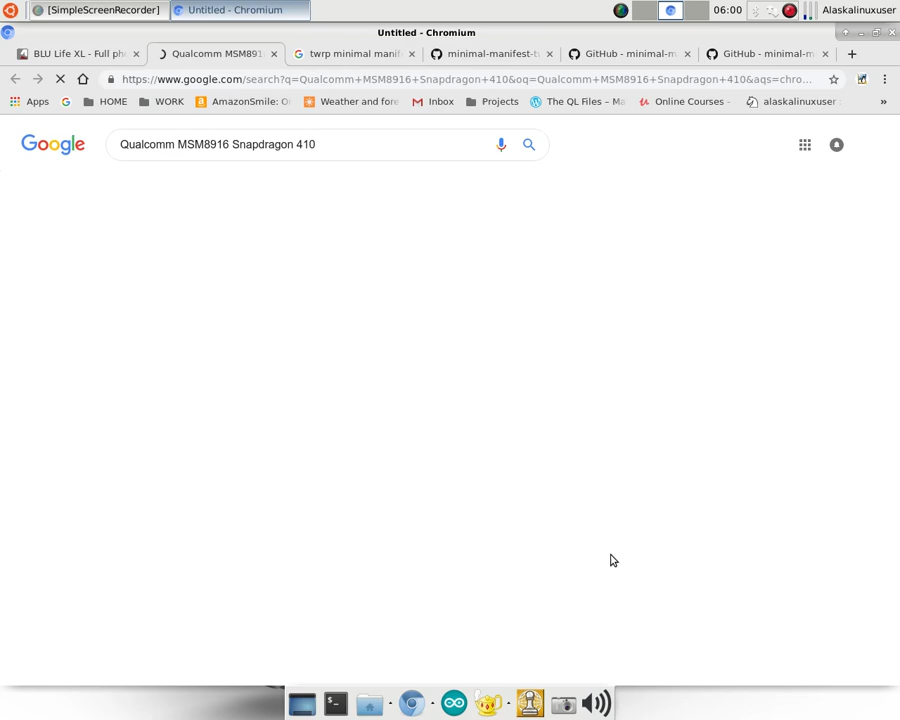 [SimpleScreenRecorder] Untitled - Chromium 06:00 Alaskalinuxuser
Untitled - Chromium
BLU Life XL - Full ph Qualcomm MSM891 twrp minimal manif minimal-manifest-t GitHub - minimal-m GitHub - minimal-m
https://www.google.com/search?q=Qualcomm+MSM8916+Snapdragon+410&oq=Qualcomm+MSM8916+Snapdragon+410&aqs=chro...
Apps HOME WORK AmazonSmile: Weather and fore Inbox Projects The QL Files – Ma Online Courses - alaskalinuxuser »
Google Qualcomm MSM8916 Snapdragon 410